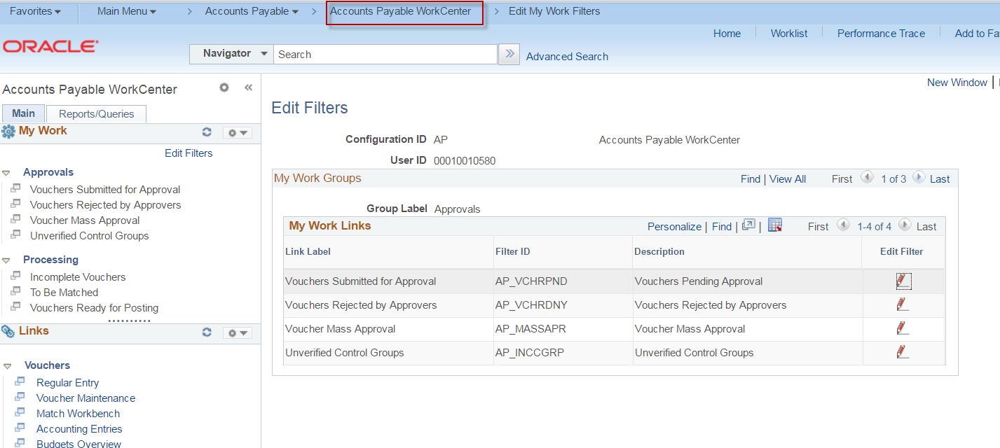 Favorites Main Menu > Accounts Payable > Accounts Payable WorkCenter > Edit My Work Filters
Home Worklist Performance Trace Add to Fa
ORACLE
Navigator Search Advanced Search
New Window
Accounts Payable WorkCenter
Main Reports/Queries
My Work
Edit Filters
Approvals
Vouchers Submitted for Approval
Vouchers Rejected by Approvers
Voucher Mass Approval
Unverified Control Groups
Processing
Incomplete Vouchers
To Be Matched
Vouchers Ready for Posting
Links
Vouchers
Regular Entry
Voucher Maintenance
Match Workbench
Accounting Entries
Budgets Overview
Edit Filters
Configuration ID AP Accounts Payable WorkCenter
User ID 00010010580
My Work Groups Find | View All First 1 of 3 Last
Group Label Approvals
My Work Links Personalize | Find | | First 1-4 of 4 Last
Link Label Filter ID Description Edit Filter
Vouchers Submitted for Approval AP_VCHRPND Vouchers Pending Approval
Vouchers Rejected by Approvers AP_VCHRDNY Vouchers Rejected by Approvers
Voucher Mass Approval AP_MASSAPR Voucher Mass Approval
Unverified Control Groups AP_INCCGRP Unverified Control Groups